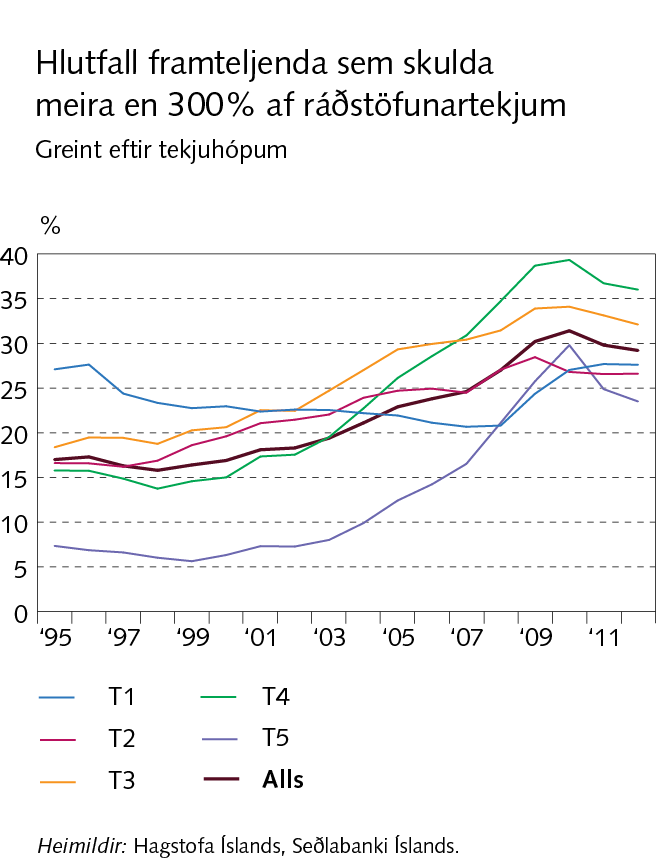 Hlutfall framteljenda sem skulda
meira en 300% af ráðstöfunartekjum
Greint eftir tekjuhópum
%
40
35
30
25
20
15
10
5
0
‘95 ‘97 ‘99 ‘01 ‘03 ‘05 ‘07 ‘09 ‘11
T1 T4
T2 T5
T3 Alls
Heimildir: Hagstofa Íslands, Seðlabanki Íslands.